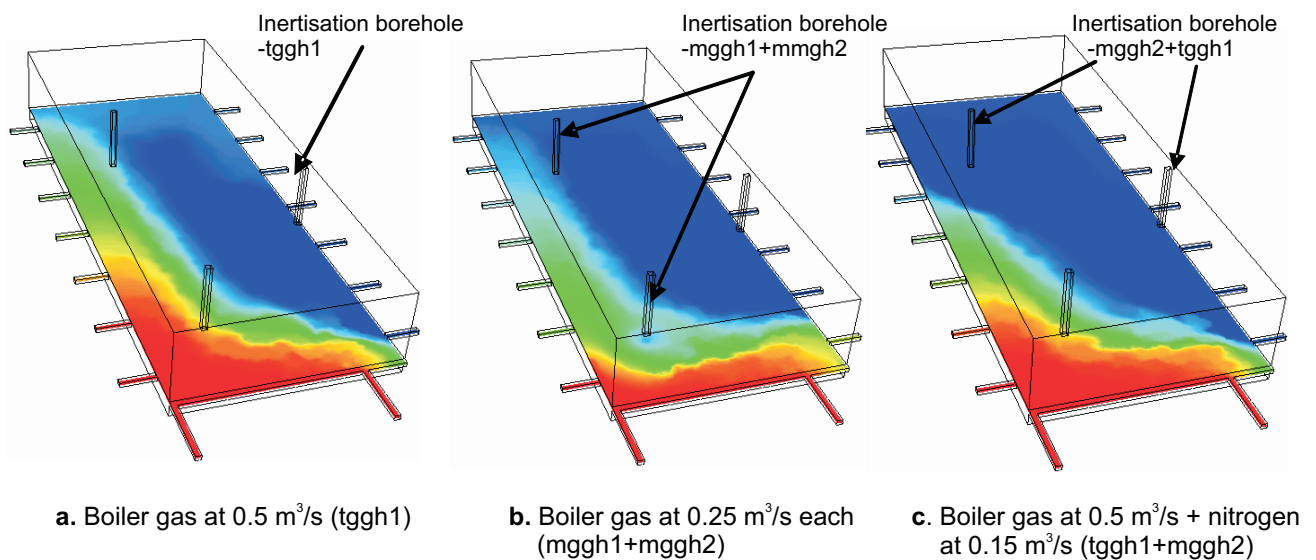 Inertisation borehole
-tggh1
Inertisation borehole
-mggh1+mmgh2
Inertisation borehole
-mggh2+tggh1
a. Boiler gas at 0.5 m³/s (tggh1)
b. Boiler gas at 0.25 m³/s each
(mggh1+mggh2)
c. Boiler gas at 0.5 m³/s + nitrogen
at 0.15 m³/s (tggh1+mggh2)